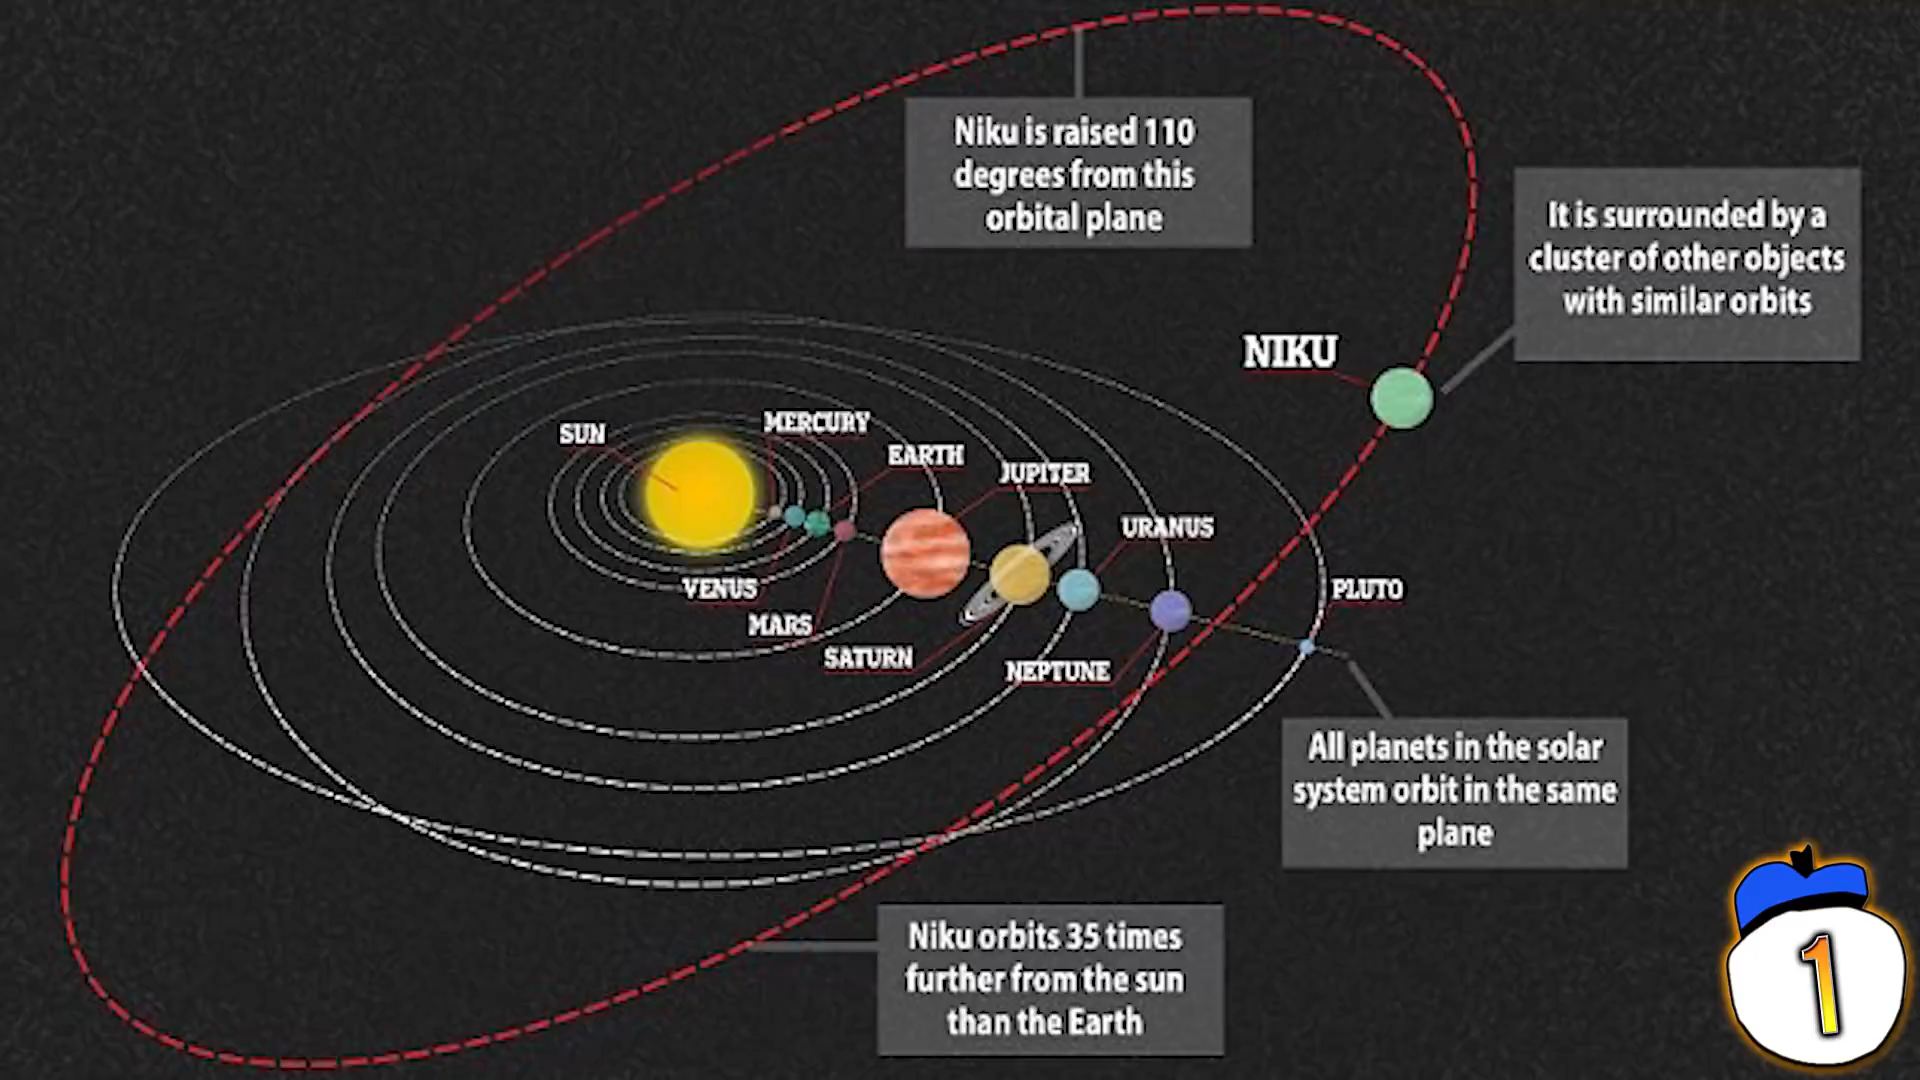 Niku is raised 110
degrees from this
orbital plane
It is surrounded by a
cluster of other objects
with similar orbits
NIKU
SUN
MERCURY
EARTH
JUPITER
URANUS
VENUS
PLUTO
MARS
SATURN
NEPTUNE
All planets in the solar
system orbit in the same
plane
Niku orbits 35 times
further from the sun
than the Earth
1